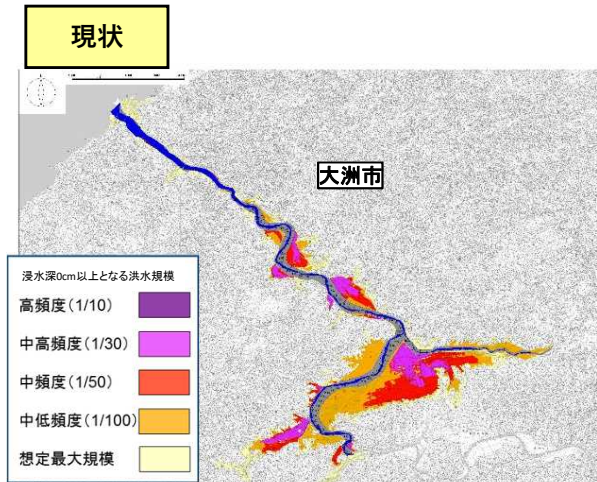 現状
大洲市
浸水深0cm以上となる洪水規模
高頻度(1/10)
中高頻度(1/30)
中頻度(1/50)
中低頻度(1/100)
想定最大規模